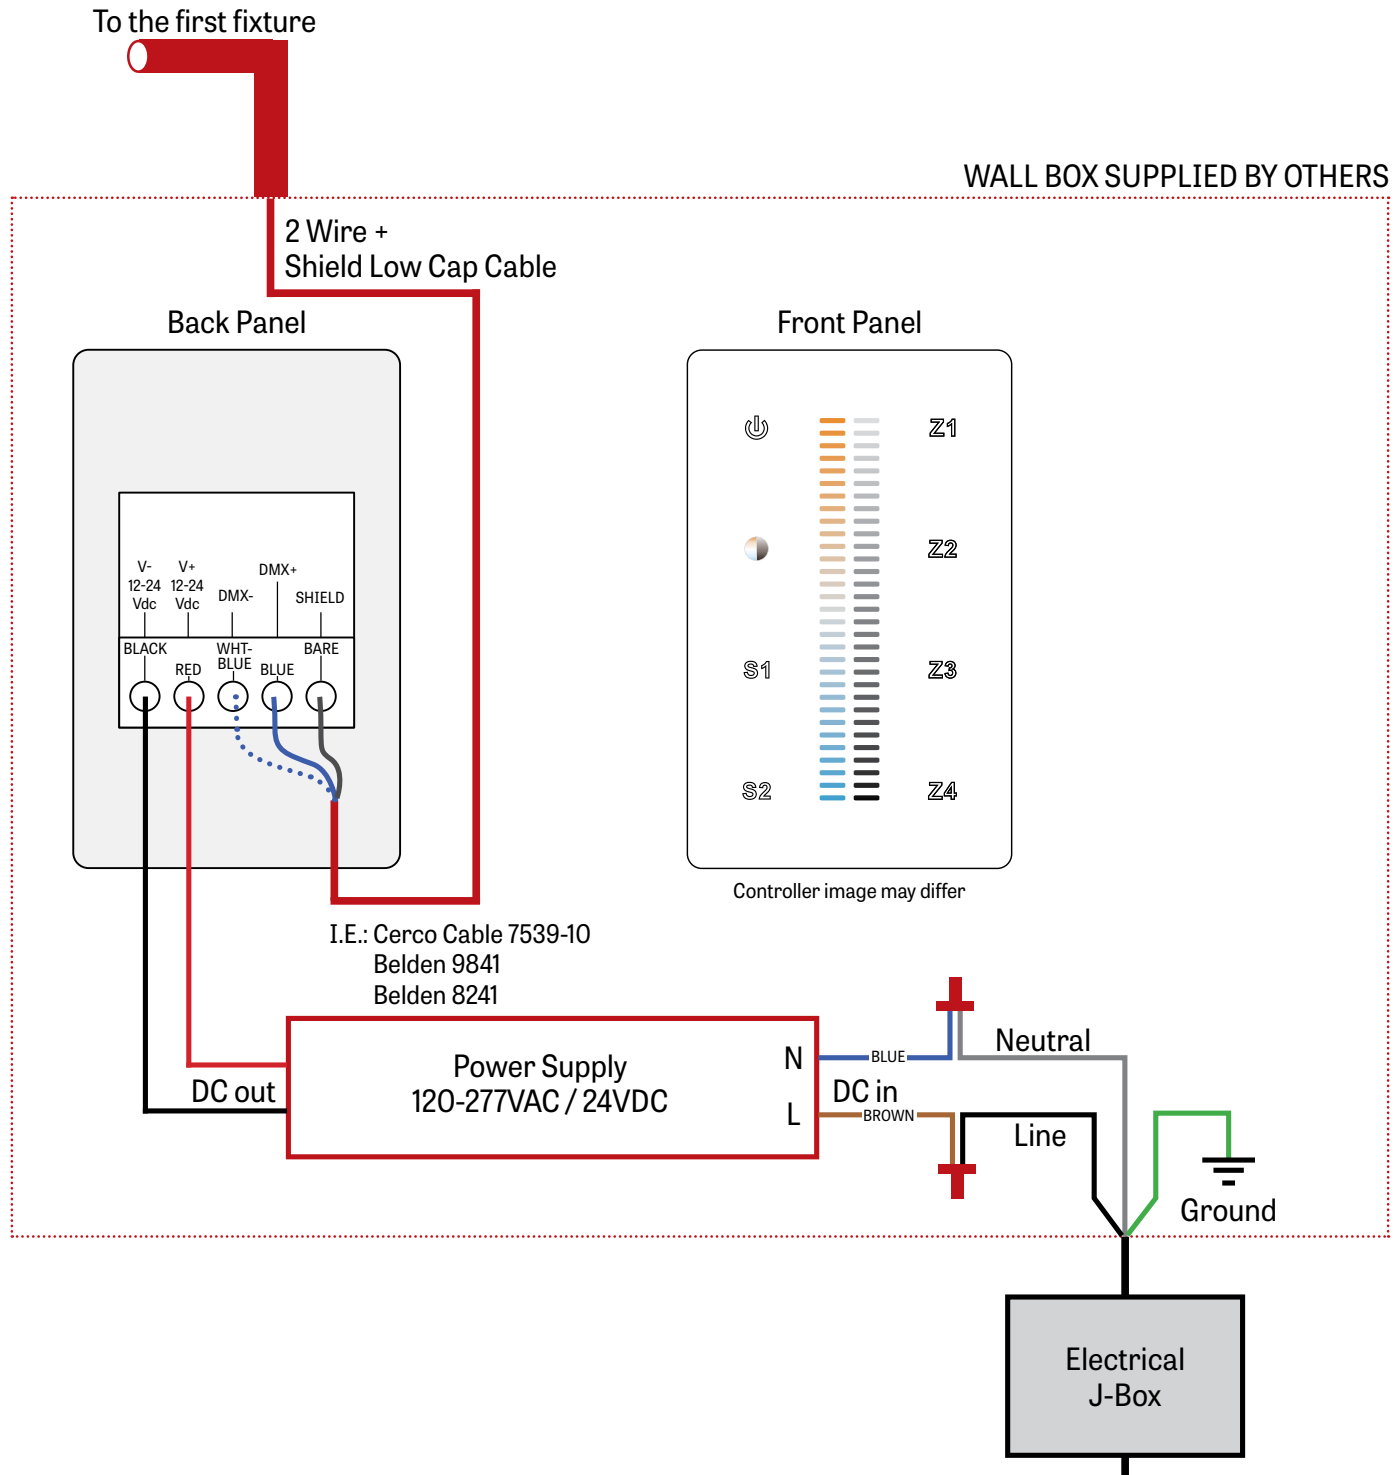 To the first fixture
WALL BOX SUPPLIED BY OTHERS
2 Wire +
Shield Low Cap Cable
Back Panel
Front Panel
V-
12-24
Vdc
V+
12-24
Vdc
DMX-
DMX+
SHIELD
BLACK
RED
WHT-
BLUE
BLUE
BARE
Z1
Z2
S1
Z3
S2
Z4
Controller image may differ
I.E.: Cerco Cable 7539-10
Belden 9841
Belden 8241
Power Supply
120-277VAC / 24VDC
N
L
DC out
DC in
BLUE
BROWN
Neutral
Line
Ground
Electrical
J-Box